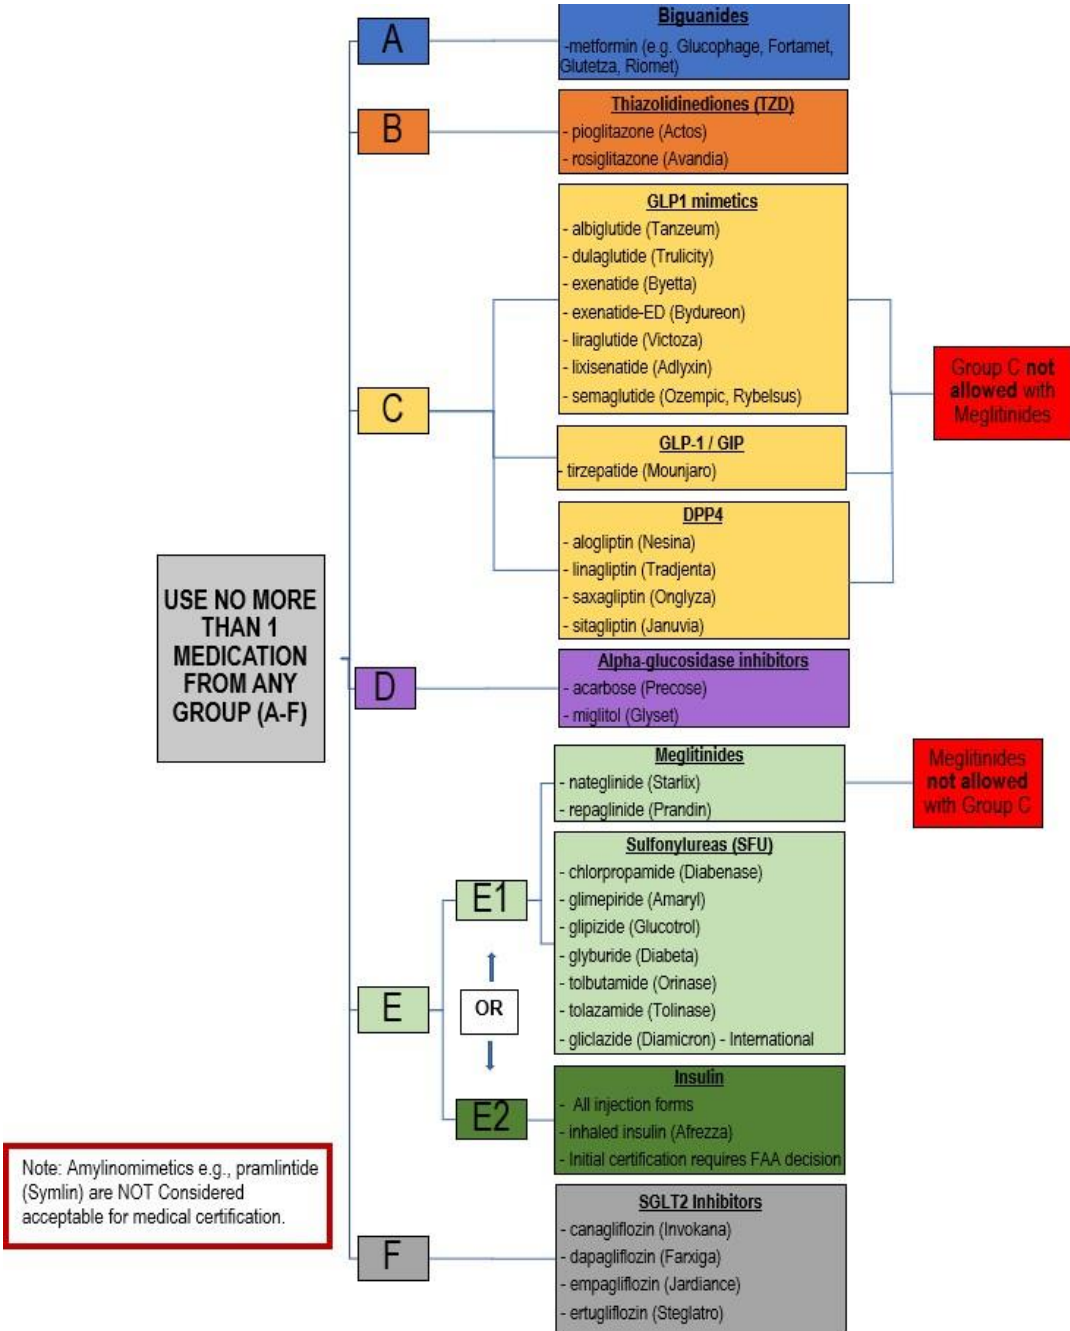 A
Biguanides
-metformin (e.g. Glucophage, Fortamet,
Glutetza, Riomet)
B
Thiazolidinediones (TZD)
- pioglitazone (Actos)
- rosiglitazone (Avandia)
C
GLP1 mimetics
- albiglutide (Tanzeum)
- dulaglutide (Trulicity)
- exenatide (Byetta)
- exenatide-ED (Bydureon)
- liraglutide (Victoza)
- lixisenatide (Adlyxin)
- semaglutide (Ozempic, Rybelsus)
GLP-1 / GIP
- tirzepatide (Mounjaro)
DPP4
- alogliptin (Nesina)
- linagliptin (Tradjenta)
- saxagliptin (Onglyza)
- sitagliptin (Januvia)
Group C not
allowed with
Meglitinides
USE NO MORE
THAN 1
MEDICATION
FROM ANY
GROUP (A-F)
D
Alpha-glucosidase inhibitors
- acarbose (Precose)
- miglitol (Glyset)
E
E1
Meglitinides
- nateglinide (Starlix)
- repaglinide (Prandin)
Meglitinides
not allowed
with Group C
Sulfonylureas (SFU)
- chlorpropamide (Diabenase)
- glimepiride (Amaryl)
- glipizide (Glucotrol)
- glyburide (Diabeta)
- tolbutamide (Orinase)
- tolazamide (Tolinase)
- gliclazide (Diamicron) - International
OR
E2
Insulin
- All injection forms
- inhaled insulin (Afrezza)
- Initial certification requires FAA decision
Note: Amylinomimetics e.g., pramlintide
(Symlin) are NOT Considered
acceptable for medical certification.
F
SGLT2 Inhibitors
- canagliflozin (Invokana)
- dapagliflozin (Farxiga)
- empagliflozin (Jardiance)
- ertugliflozin (Steglatro)